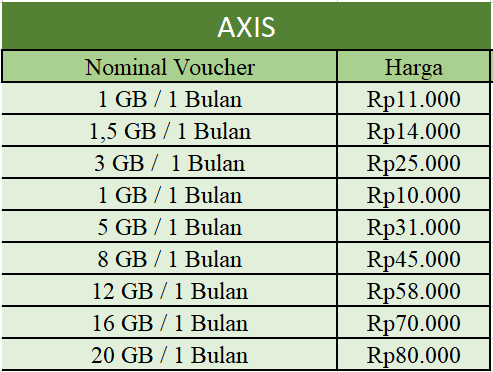 AXIS
Nominal Voucher Harga
1 GB / 1 Bulan Rp11.000
1,5 GB / 1 Bulan Rp14.000
3 GB /  1 Bulan Rp25.000
1 GB / 1 Bulan Rp10.000
5 GB / 1 Bulan Rp31.000
8 GB / 1 Bulan Rp45.000
12 GB / 1 Bulan Rp58.000
16 GB / 1 Bulan Rp70.000
20 GB / 1 Bulan Rp80.000